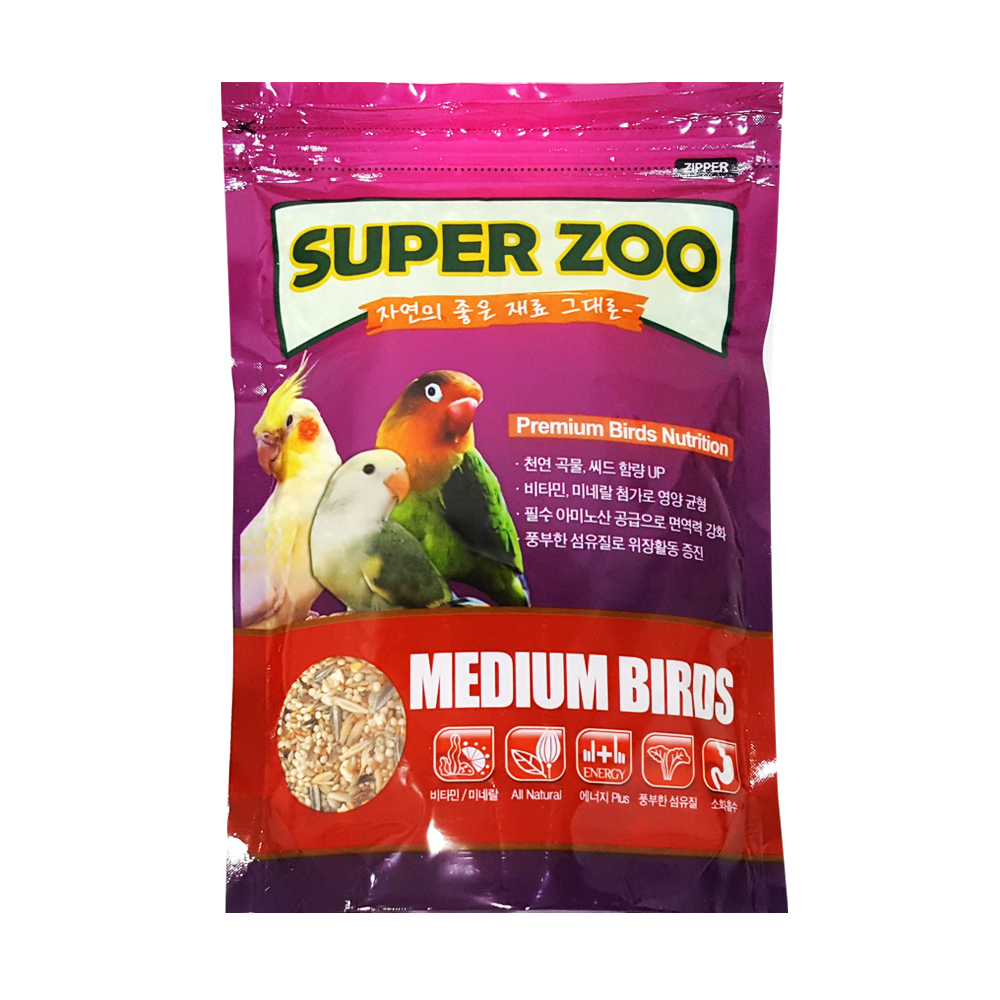 ZIPPER
SUPER ZOO
자연의 좋은 재료 그대로~
Premium Birds Nutrition
· 천연 곡물, 씨드 함량 UP
· 비타민, 미네랄 첨가로 영양 균형
· 필수 아미노산 공급으로 면역력 강화
· 풍부한 섬유질로 위장활동 증진
MEDIUM BIRDS
ENERGY
비타민 / 미네랄 All Natural 에너지 Plus 풍부한 섬유질 소화흡수